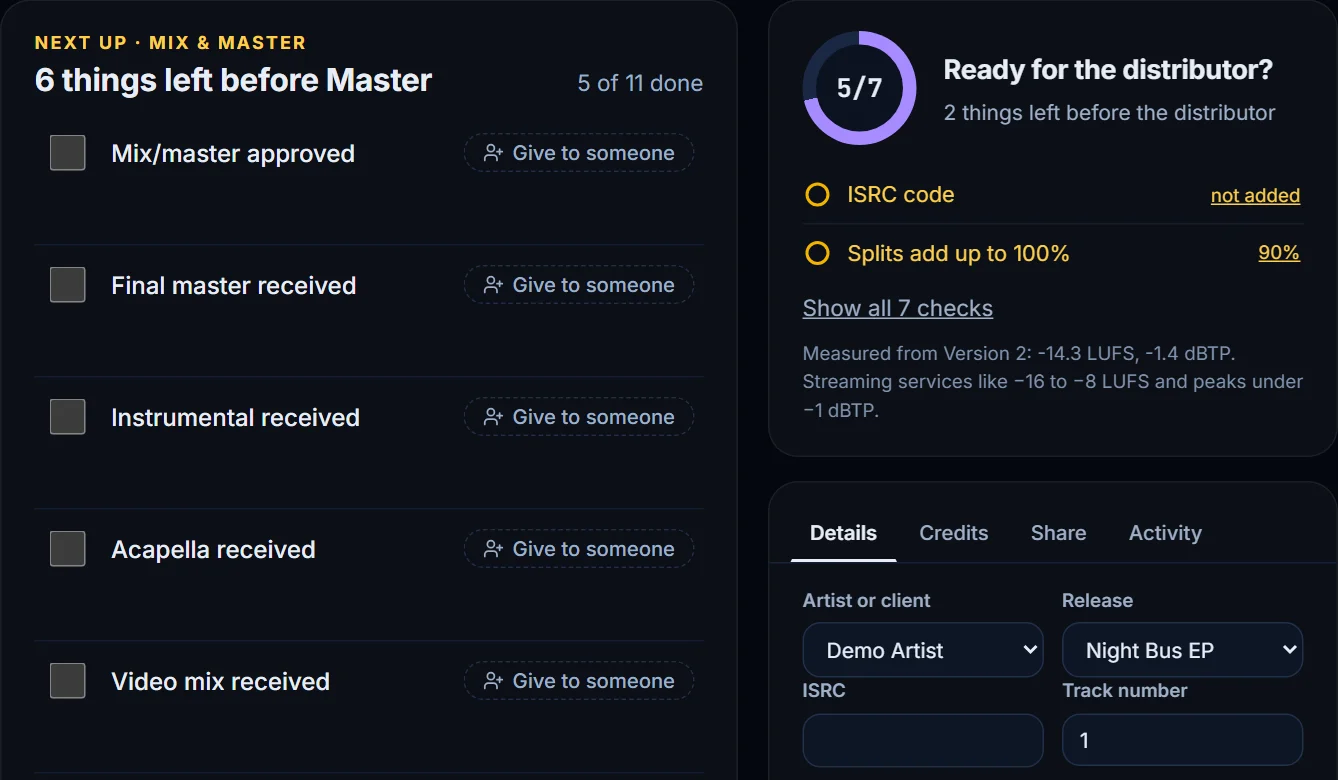 NEXT UP · MIX & MASTER
6 things left before Master
5 of 11 done
Mix/master approved
Give to someone
Final master received
Give to someone
Instrumental received
Give to someone
Acapella received
Give to someone
Video mix received
Give to someone
5/7
Ready for the distributor?
2 things left before the distributor
ISRC code
not added
Splits add up to 100%
90%
Show all 7 checks
Measured from Version 2: -14.3 LUFS, -1.4 dBTP.
Streaming services like −16 to −8 LUFS and peaks under
−1 dBTP.
Details
Credits
Share
Activity
Artist or client
Release
Demo Artist
Night Bus EP
ISRC
Track number
1